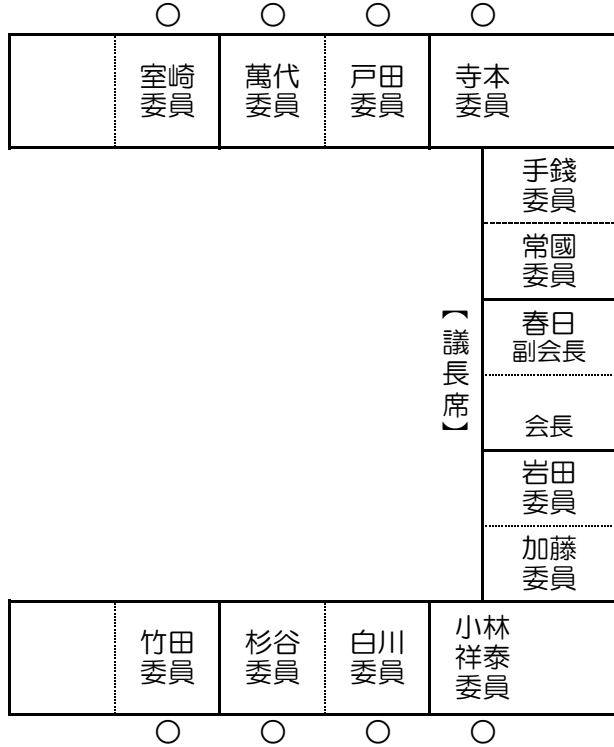 ○ ○ ○ ○
室崎
委員
萬代
委員
戸田
委員
寺本
委員
手錢
委員
常國
委員
春日
副会長
【議長席】
会長
岩田
委員
加藤
委員
竹田
委員
杉谷
委員
白川
委員
小林
祥泰
委員
○ ○ ○ ○